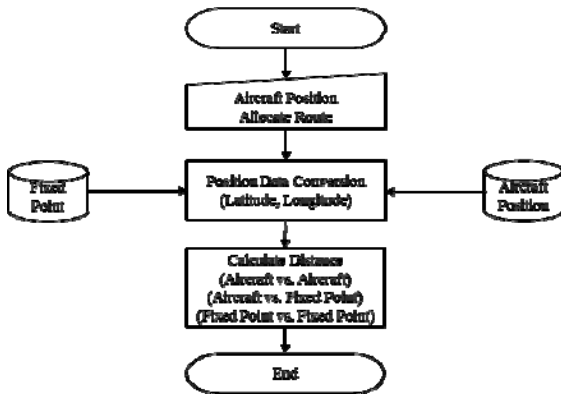 Start
Aircraft Position
Allocate Route
Fixed
Point
Position Data Conversion
(Latitude, Longitude)
Aircraft
Position
Calculate Distance
(Aircraft vs. Aircraft)
(Aircraft vs. Fixed Point)
(Fixed Point vs. Fixed Point)
End